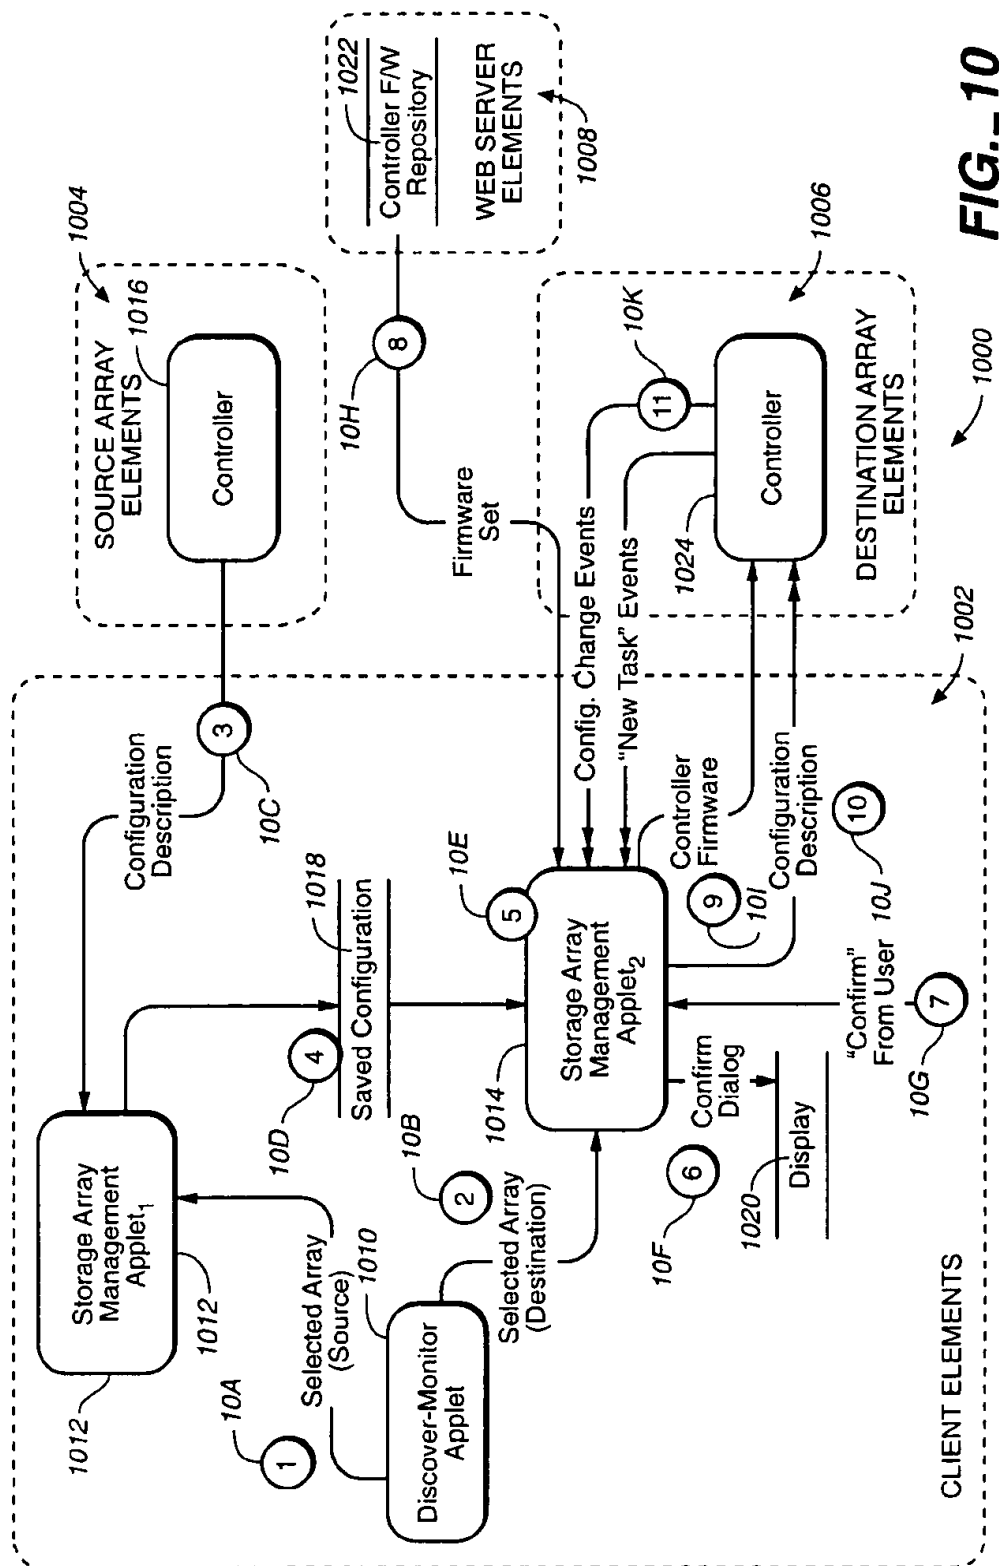 1012
Storage Array
Management
Applet1
1012
10A
1
Selected Array
(Source)
1010
Discover-Monitor
Applet
10B
2
Selected Array
(Destination)
Configuration
Description
3
10C
SOURCE ARRAY
ELEMENTS
1004
1016
Controller
10D
4
1018
Saved Configuration
10E
5
1014
Storage Array
Management
Applet2
10F
6
Confirm
Dialog
1020
Display
"Confirm"
From User
7
10G
10H
8
Firmware
Set
1022
Controller F/W
Repository
WEB SERVER
ELEMENTS
1008
Config. Change Events
"New Task" Events
11
10K
Controller
Firmware
9
10I
Configuration
Description
10
10J
1024
Controller
1006
DESTINATION ARRAY
ELEMENTS
CLIENT ELEMENTS
1002
1000
FIG._10